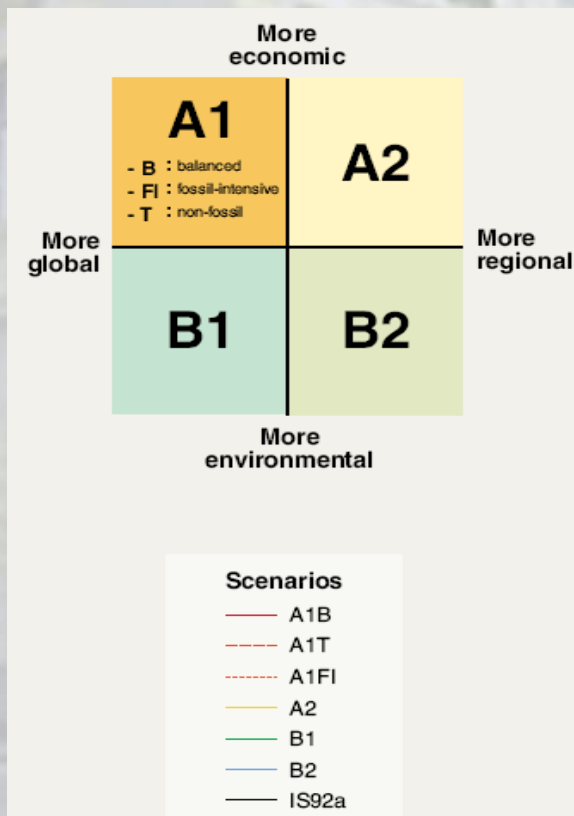 More
economic
A1
- B : balanced
- FI : fossil-intensive
- T : non-fossil
A2
More
global
More
regional
B1
B2
More
environmental
Scenarios
A1B
A1T
A1FI
A2
B1
B2
IS92a